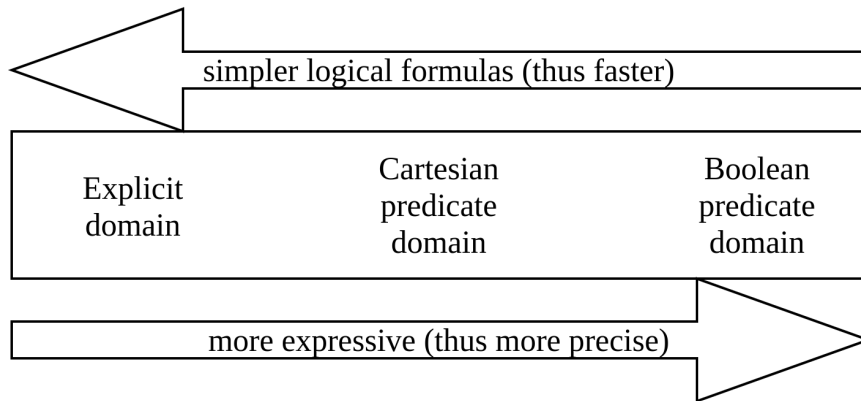 simpler logical formulas (thus faster)
Explicit
domain
Cartesian
predicate
domain
Boolean
predicate
domain
more expressive (thus more precise)